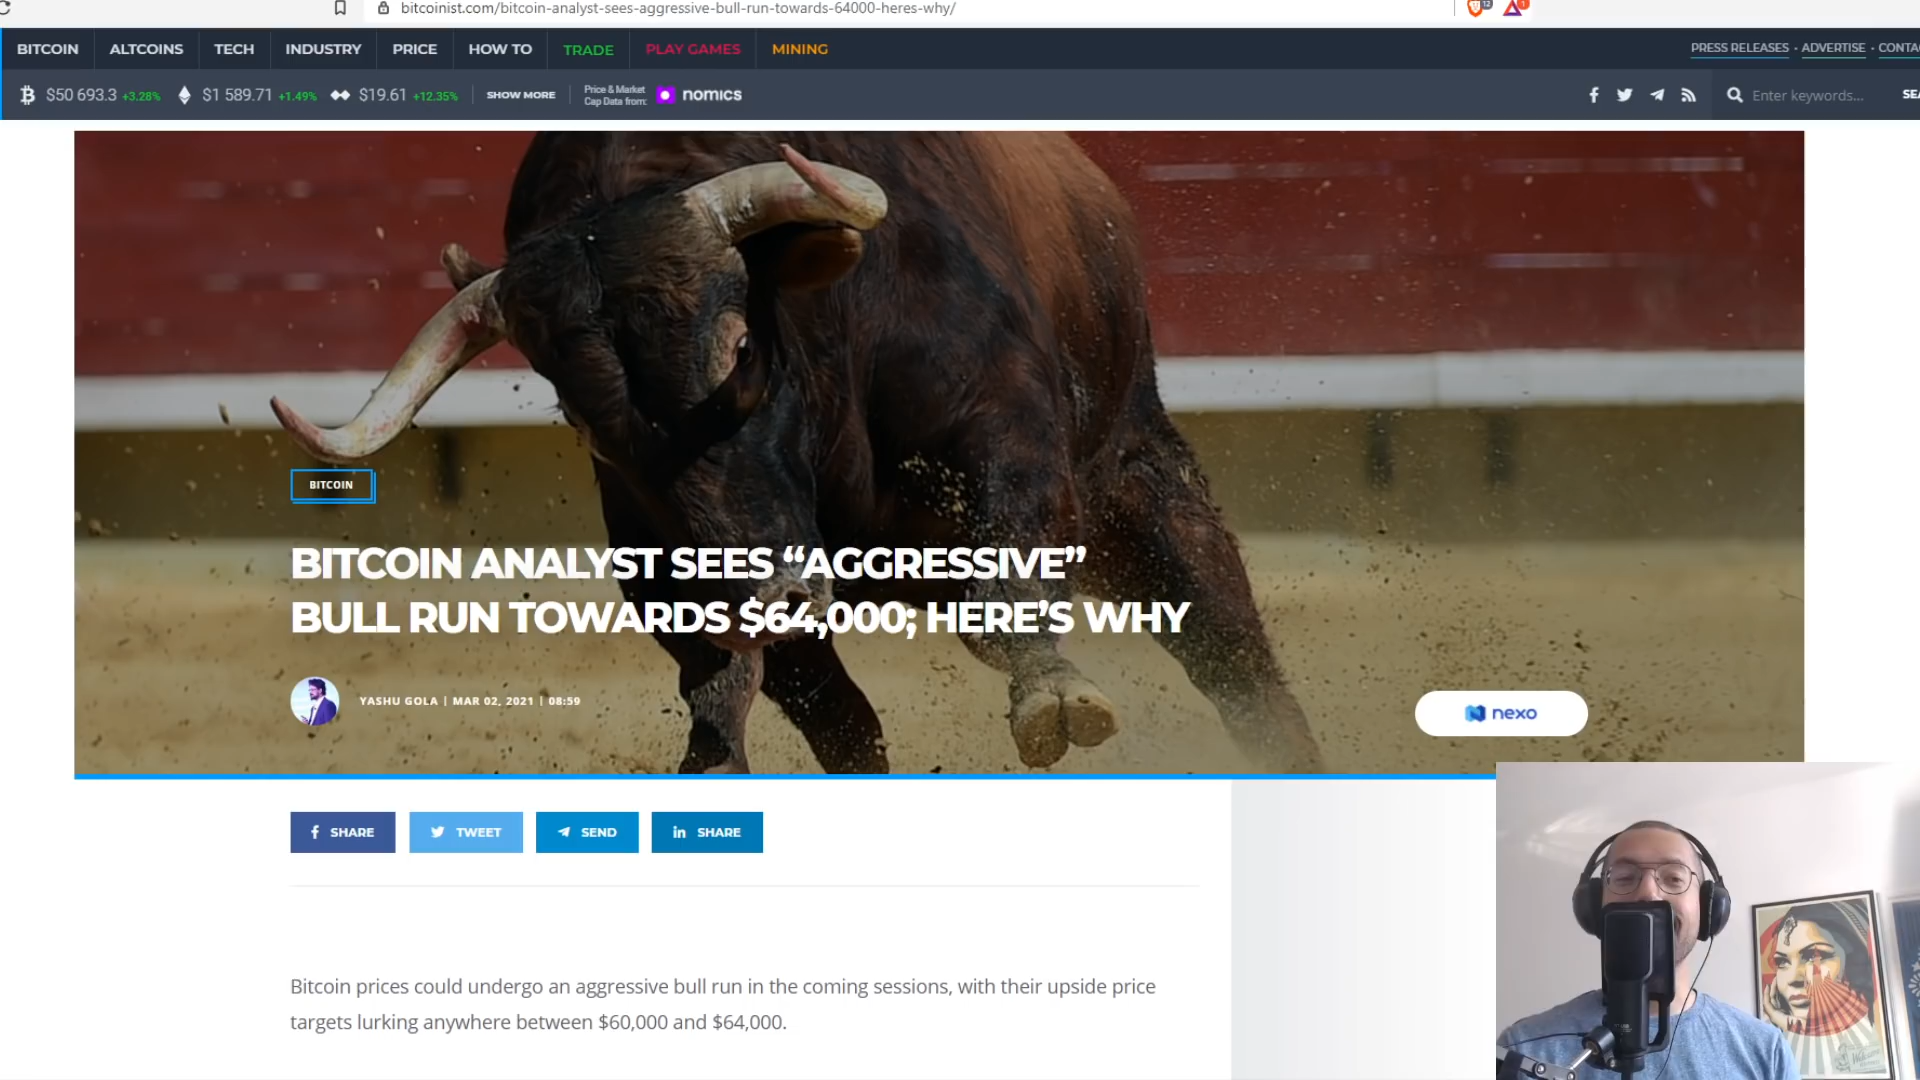 bitcoinist.com/bitcoin-analyst-sees-aggressive-bull-run-towards-64000-heres-why/
12
1
BITCOIN ALTCOINS TECH INDUSTRY PRICE HOW TO TRADE PLAY GAMES MINING
PRESS RELEASES · ADVERTISE · CONTA
$50 693.3 +3.28% $1 589.71 +1.49% $19.61 +12.35% SHOW MORE
Price & Market
Cap Data from:
nomics
Enter keywords...
SEA
BITCOIN
BITCOIN ANALYST SEES “AGGRESSIVE”
BULL RUN TOWARDS $64,000; HERE’S WHY
YASHU GOLA | MAR 02, 2021 | 08:59
nexo
SHARE TWEET SEND SHARE
Bitcoin prices could undergo an aggressive bull run in the coming sessions, with their upside price
targets lurking anywhere between $60,000 and $64,000.